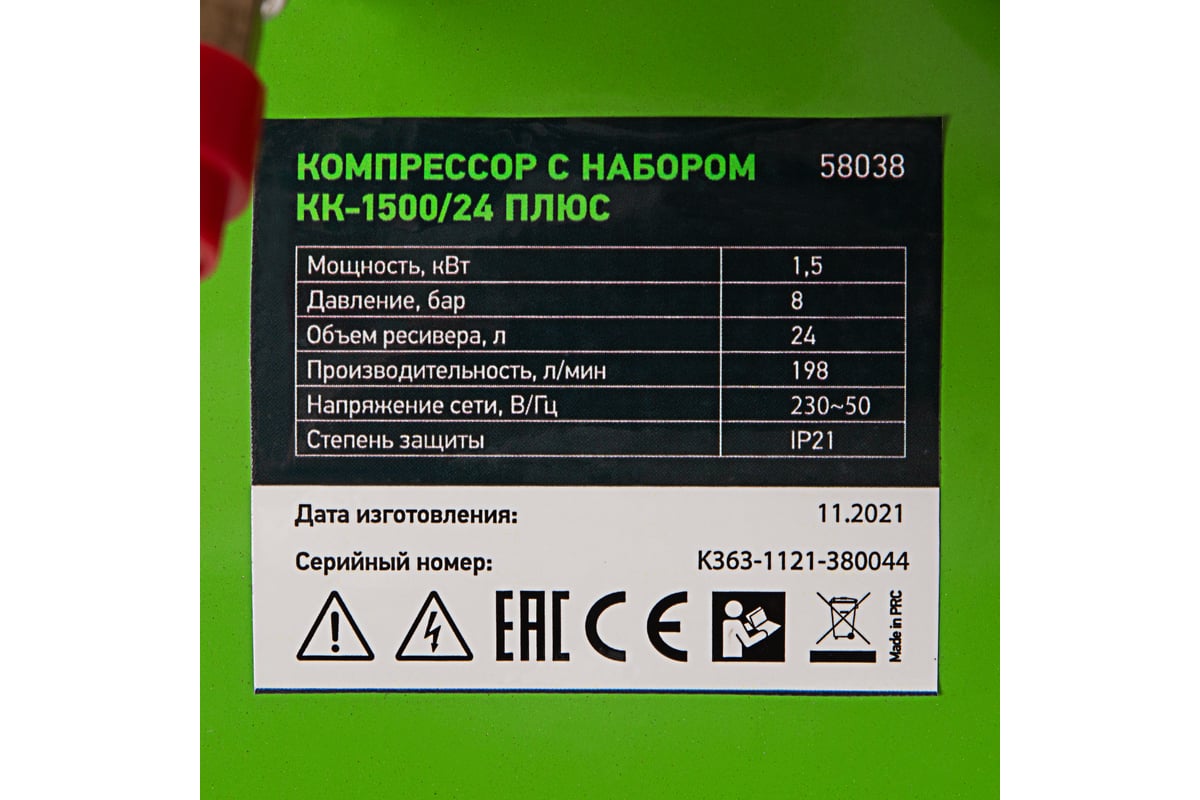 КОМПРЕССОР С НАБОРОМ 58038
КК-1500/24 ПЛЮС
Мощность, кВт 1,5
Давление, бар 8
Объем ресивера, л 24
Производительность, л/мин 198
Напряжение сети, В/Гц 230~50
Степень защиты IP21
Дата изготовления: 11.2021
Серийный номер: K363-1121-380044
EAC CE
Made in PRC